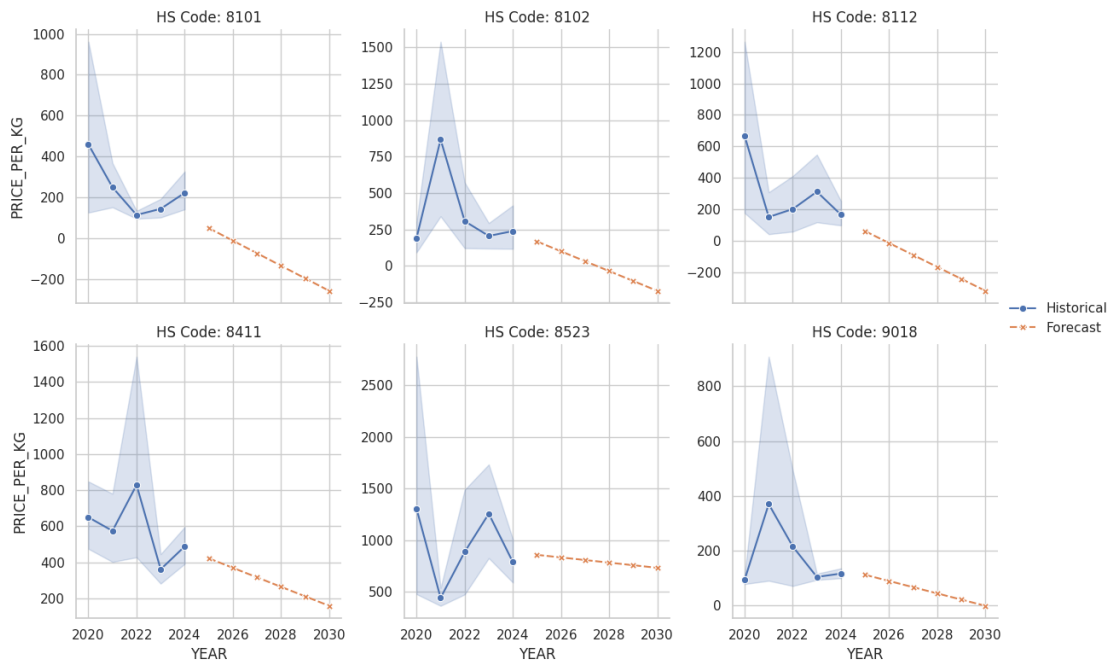 HS Code: 8101
HS Code: 8102
HS Code: 8112
PRICE_PER_KG
1000
800
600
400
200
0
−200
1500
1250
1000
750
500
250
0
−250
1200
1000
800
600
400
200
0
−200
Historical
Forecast
HS Code: 8411
HS Code: 8523
HS Code: 9018
PRICE_PER_KG
1600
1400
1200
1000
800
600
400
200
2500
2000
1500
1000
500
800
600
400
200
0
2020 2022 2024 2026 2028 2030
2020 2022 2024 2026 2028 2030
2020 2022 2024 2026 2028 2030
YEAR
YEAR
YEAR